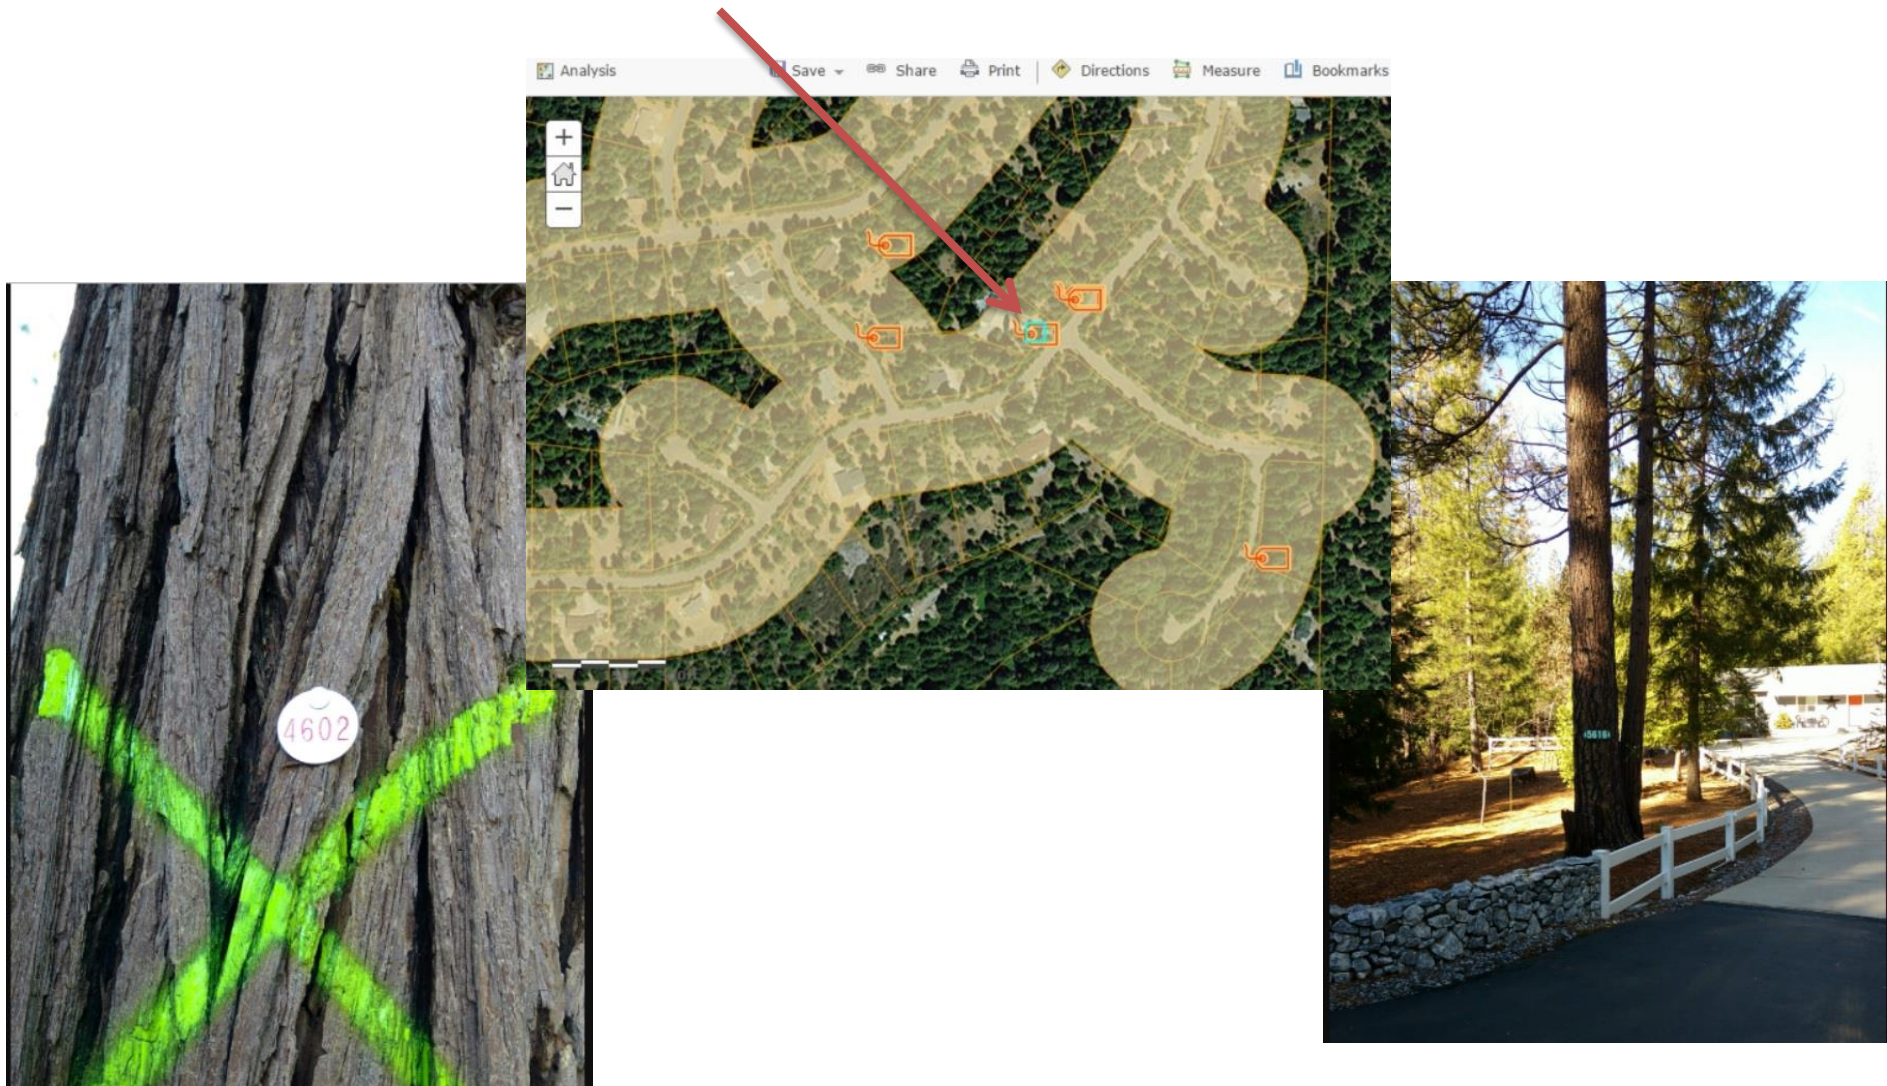 Analysis Save Share Print Directions Measure Bookmarks
+
−
4602